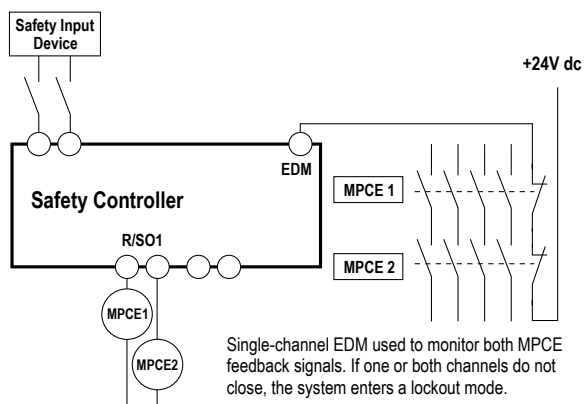 Safety Input
Device
+24V dc
EDM
Safety Controller
MPCE 1
R/SO1
MPCE 2
MPCE1
MPCE2
Single-channel EDM used to monitor both MPCE
feedback signals. If one or both channels do not
close, the system enters a lockout mode.